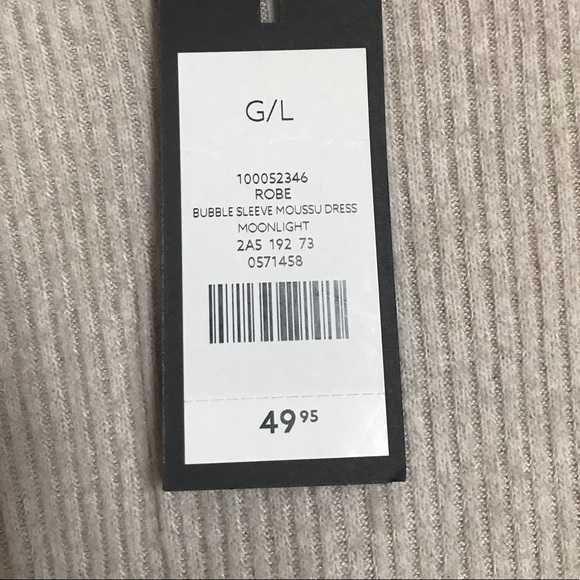 G/L
100052346
ROBE
BUBBLE SLEEVE MOUSSU DRESS
MOONLIGHT
2A5 192 73
0571458
49 95